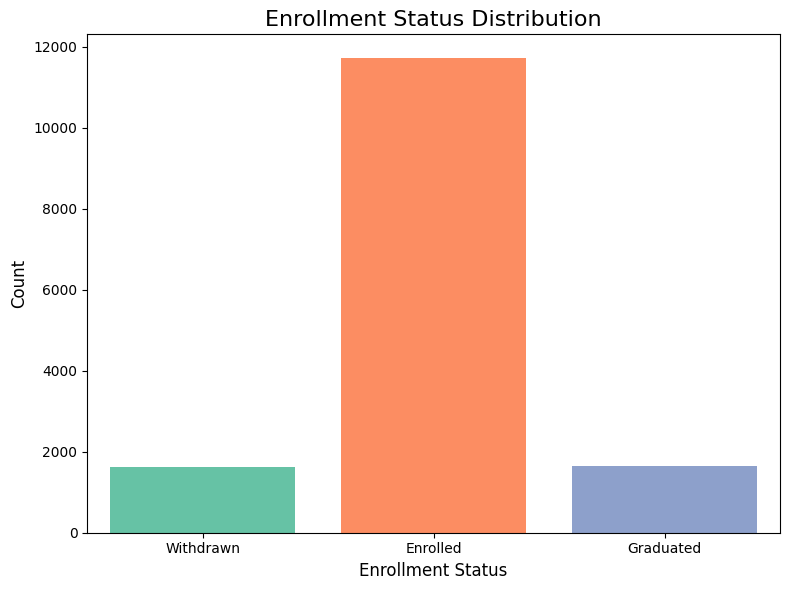 Enrollment Status Distribution
12000
10000
8000
6000
4000
2000
0
Count
Withdrawn Enrolled Graduated
Enrollment Status